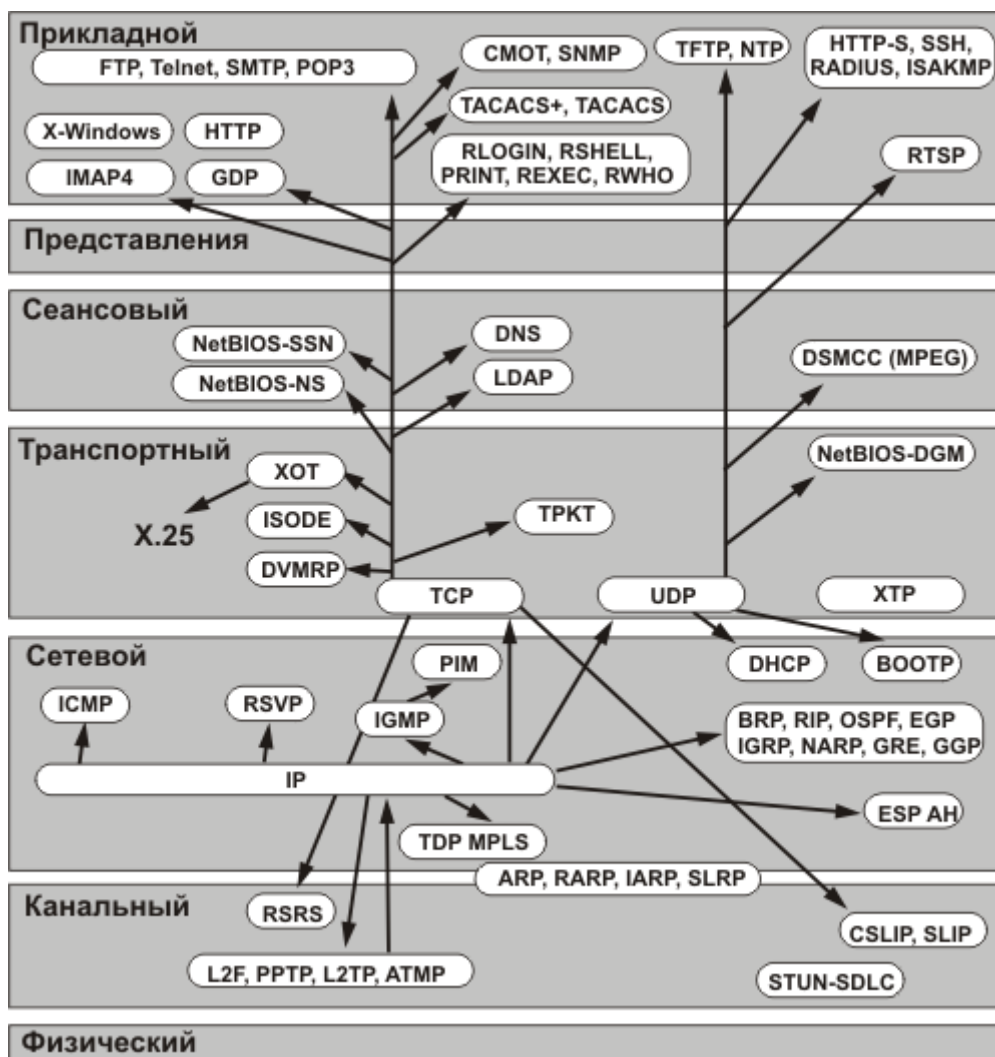 Прикладной
FTP, Telnet, SMTP, POP3
CMOT, SNMP
TFTP, NTP
HTTP-S, SSH,
RADIUS, ISAKMP
TACACS+, TACACS
X-Windows
HTTP
RLOGIN, RSHELL,
PRINT, REXEC, RWHO
RTSP
IMAP4
GDP
Представления
Сеансовый
NetBIOS-SSN
DNS
DSMCC (MPEG)
NetBIOS-NS
LDAP
Транспортный
NetBIOS-DGM
XOT
X.25
ISODE
TPKT
DVMRP
TCP
UDP
XTP
Сетевой
PIM
DHCP
BOOTP
ICMP
RSVP
IGMP
BRP, RIP, OSPF, EGP
IGRP, NARP, GRE, GGP
IP
ESP AH
TDP MPLS
ARP, RARP, IARP, SLRP
Канальный
RSRS
CSLIP, SLIP
L2F, PPTP, L2TP, ATMP
STUN-SDLC
Физический